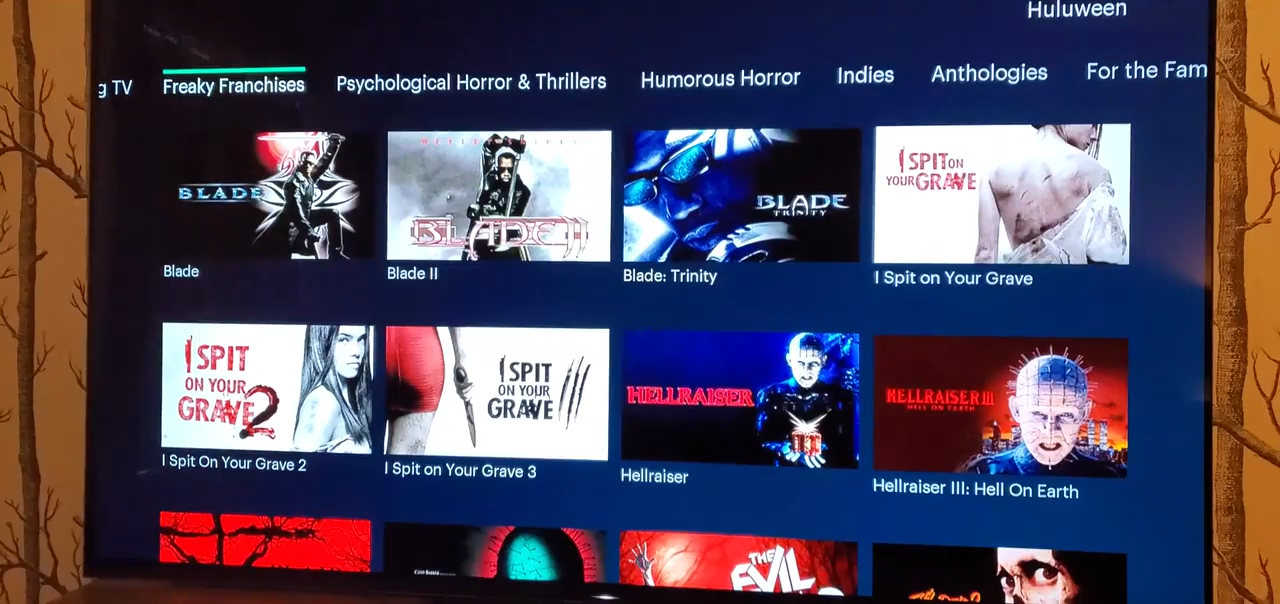 Huluween
g TV Freaky Franchises Psychological Horror & Thrillers Humorous Horror Indies Anthologies For the Fam
BLADE
WESLEY SNIPES
BLADE II
BLADE
TRINITY
I SPIT ON
YOUR GRAVE
Blade
Blade II
Blade: Trinity
I Spit on Your Grave
I SPIT
ON YOUR
GRAVE 2
I SPIT
ON YOUR
GRAVE
HELLRAISER
HELLRAISER III
HELL ON EARTH
I Spit On Your Grave 2
I Spit on Your Grave 3
Hellraiser
Hellraiser III: Hell On Earth
THE
EVIL